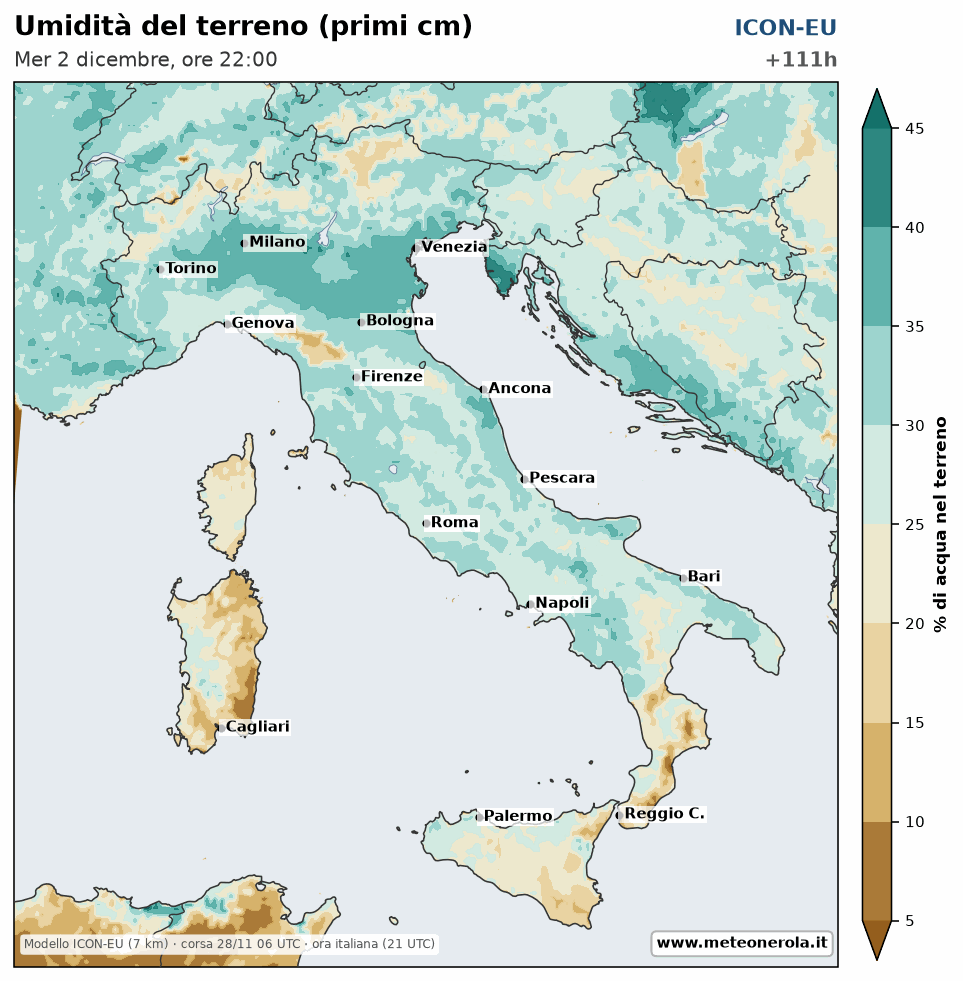 Umidità del terreno (primi cm)
ICON-EU
Mer 2 dicembre, ore 22:00
+111h
45
40
35
30
25
20
15
10
5
% di acqua nel terreno
Milano
Venezia
Torino
Genova
Bologna
Firenze
Ancona
Pescara
Roma
Bari
Napoli
Cagliari
Palermo
Reggio C.
Modello ICON-EU (7 km) · corsa 28/11 06 UTC · ora italiana (21 UTC)
www.meteonerola.it